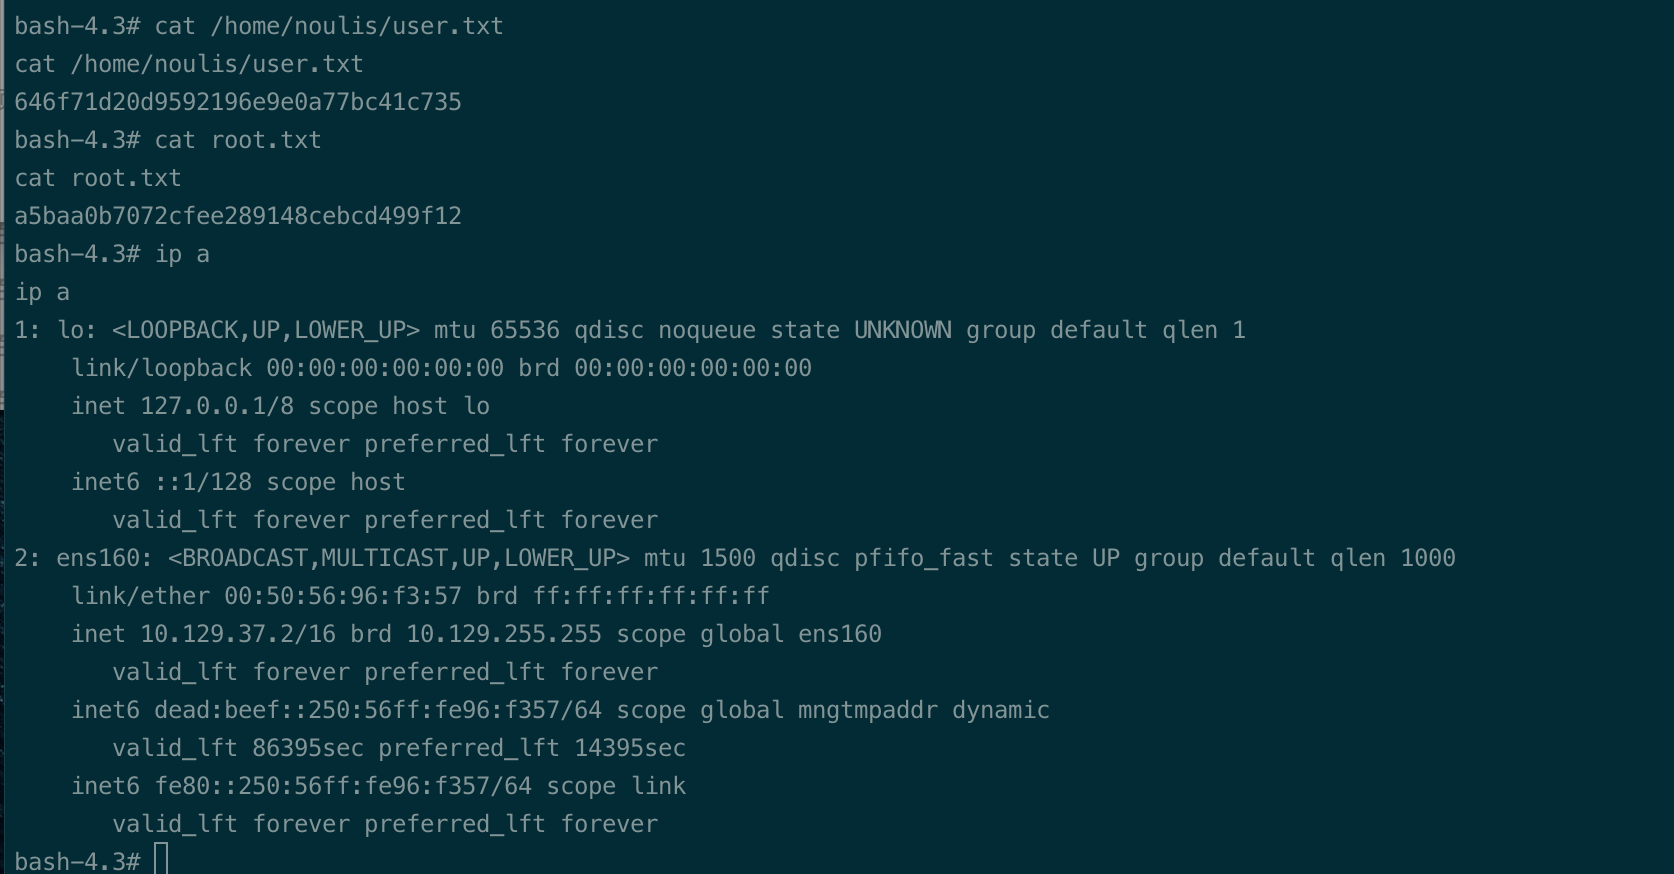 bash-4.3# cat /home/noulis/user.txt
cat /home/noulis/user.txt
646f71d20d9592196e9e0a77bc41c735
bash-4.3# cat root.txt
cat root.txt
a5baa0b7072cfee289148cebcd499f12
bash-4.3# ip a
ip a
1: lo: <LOOPBACK,UP,LOWER_UP> mtu 65536 qdisc noqueue state UNKNOWN group default qlen 1
    link/loopback 00:00:00:00:00:00 brd 00:00:00:00:00:00
    inet 127.0.0.1/8 scope host lo
       valid_lft forever preferred_lft forever
    inet6 ::1/128 scope host
       valid_lft forever preferred_lft forever
2: ens160: <BROADCAST,MULTICAST,UP,LOWER_UP> mtu 1500 qdisc pfifo_fast state UP group default qlen 1000
    link/ether 00:50:56:96:f3:57 brd ff:ff:ff:ff:ff:ff
    inet 10.129.37.2/16 brd 10.129.255.255 scope global ens160
       valid_lft forever preferred_lft forever
    inet6 dead:beef::250:56ff:fe96:f357/64 scope global mngtmpaddr dynamic
       valid_lft 86395sec preferred_lft 14395sec
    inet6 fe80::250:56ff:fe96:f357/64 scope link
       valid_lft forever preferred_lft forever
bash-4.3#